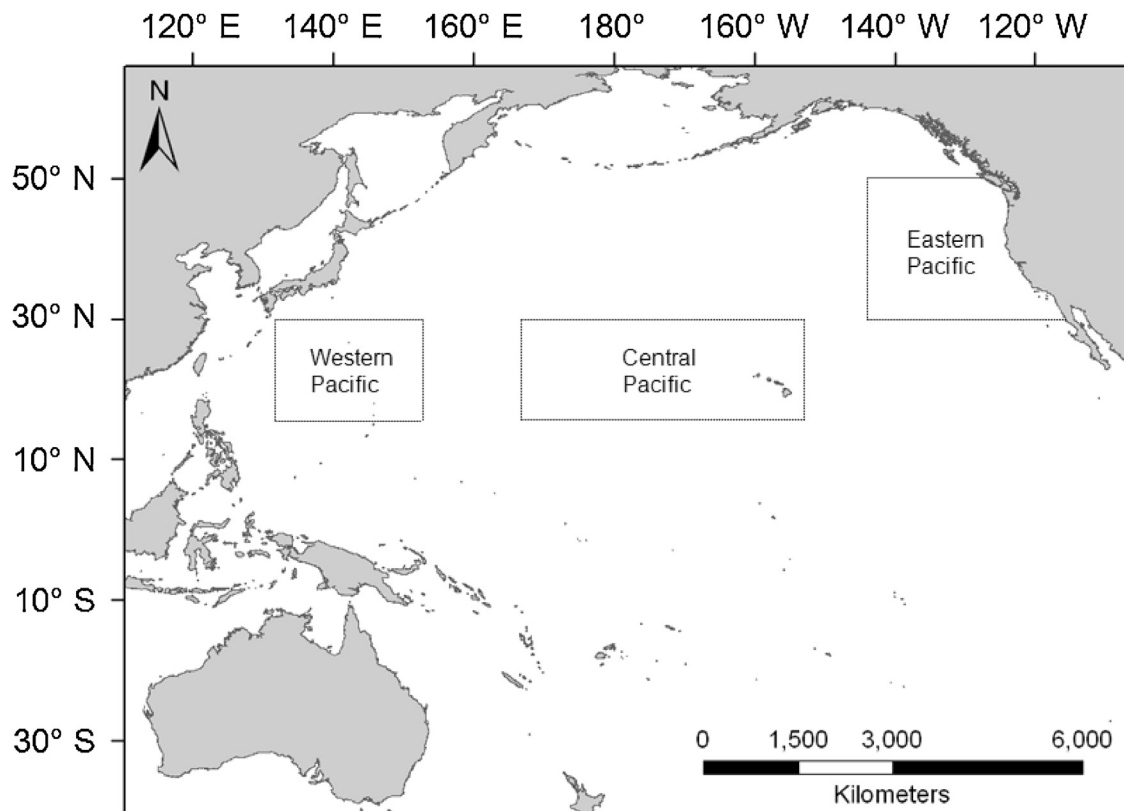 120° E 140° E 160° E 180° 160° W 140° W 120° W
N
50° N
Eastern
Pacific
30° N
Western
Pacific
Central
Pacific
10° N
10° S
30° S
0 1,500 3,000 6,000
Kilometers